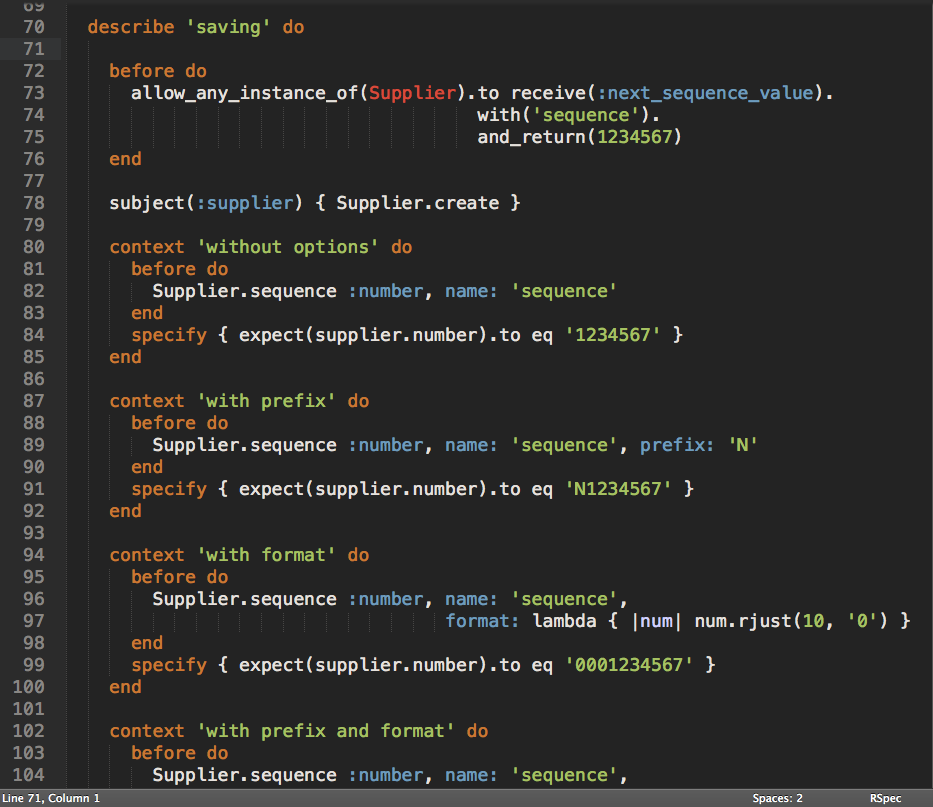 69
70 describe 'saving' do
71
72 before do
73 allow_any_instance_of(Supplier).to receive(:next_sequence_value).
74 with('sequence').
75 and_return(1234567)
76 end
77
78 subject(:supplier) { Supplier.create }
79
80 context 'without options' do
81 before do
82 Supplier.sequence :number, name: 'sequence'
83 end
84 specify { expect(supplier.number).to eq '1234567' }
85 end
86
87 context 'with prefix' do
88 before do
89 Supplier.sequence :number, name: 'sequence', prefix: 'N'
90 end
91 specify { expect(supplier.number).to eq 'N1234567' }
92 end
93
94 context 'with format' do
95 before do
96 Supplier.sequence :number, name: 'sequence',
97 format: lambda { |num| num.rjust(10, '0') }
98 end
99 specify { expect(supplier.number).to eq '0001234567' }
100 end
101
102 context 'with prefix and format' do
103 before do
104 Supplier.sequence :number, name: 'sequence',
Line 71, Column 1 Spaces: 2 RSpec